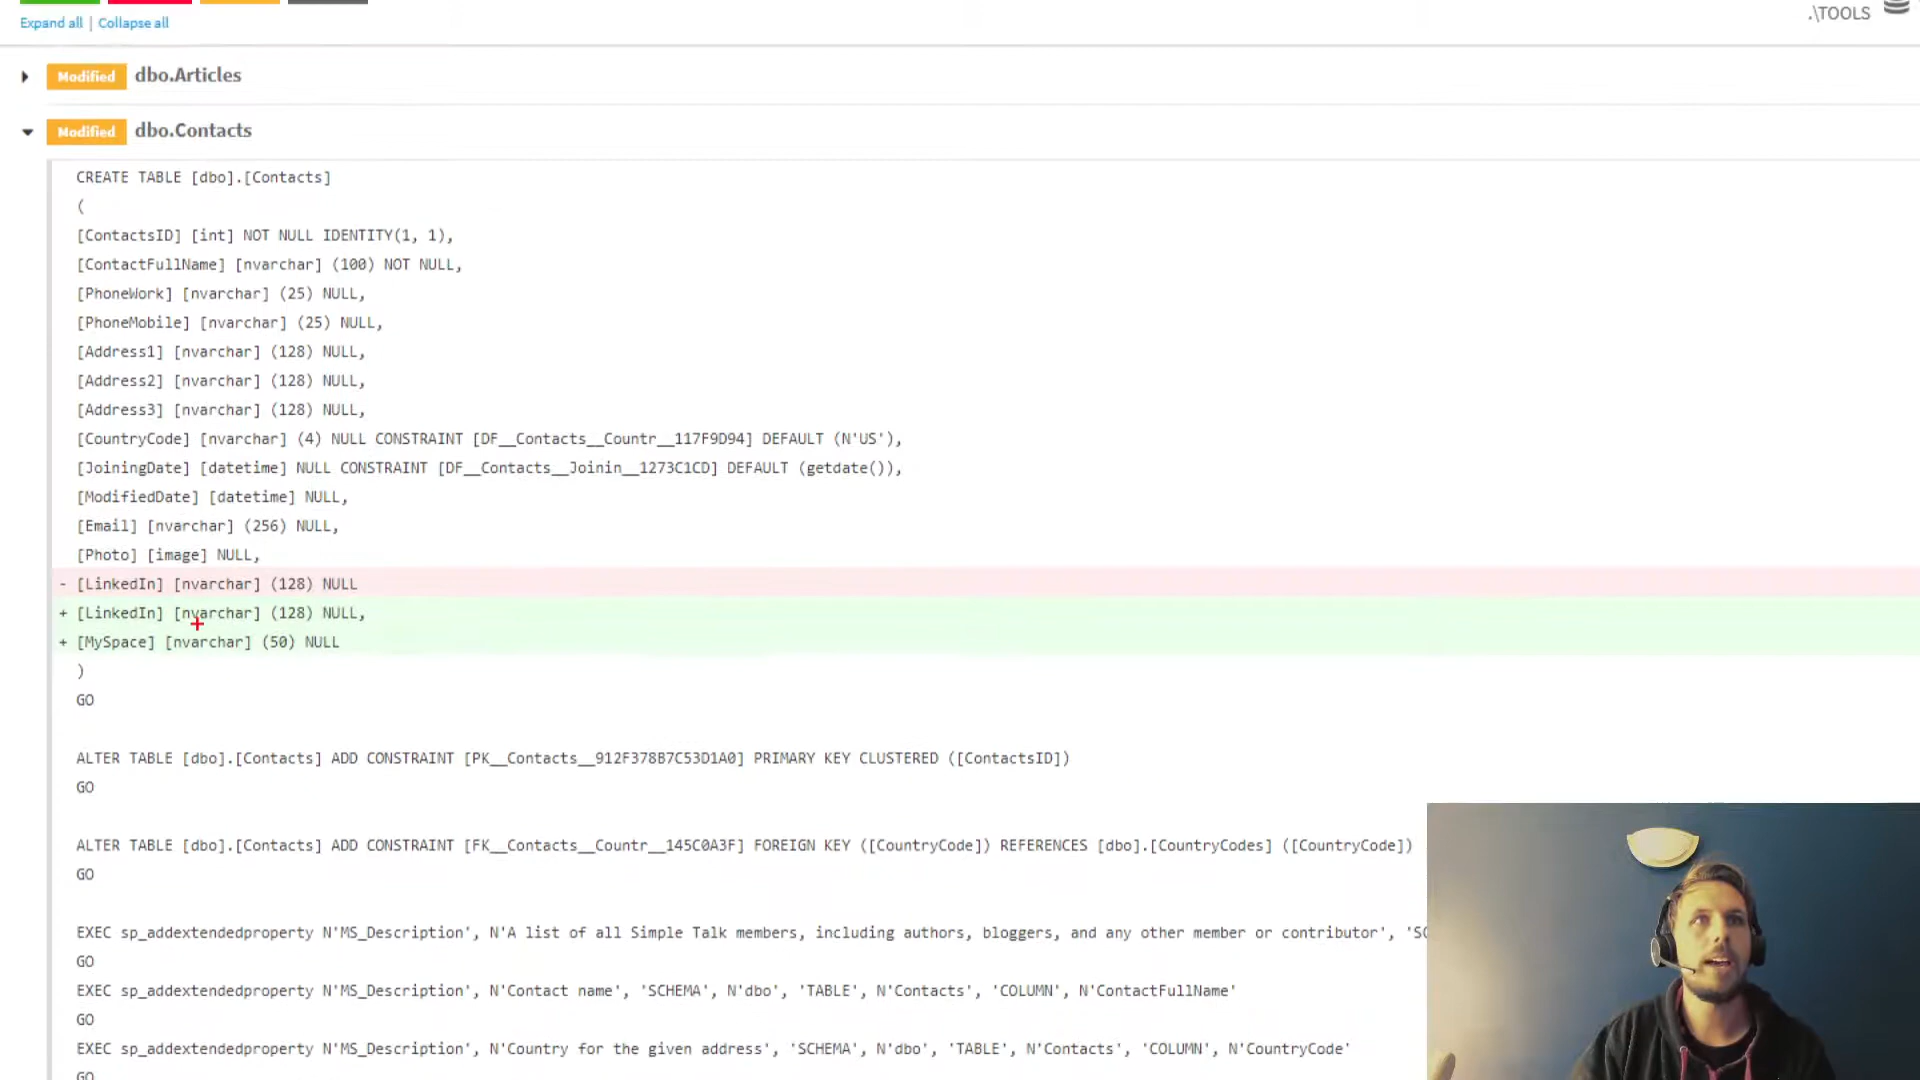 Expand all | Collapse all
.\TOOLS
Modified dbo.Articles
Modified dbo.Contacts
CREATE TABLE [dbo].[Contacts]
(
[ContactsID] [int] NOT NULL IDENTITY(1, 1),
[ContactFullName] [nvarchar] (100) NOT NULL,
[PhoneWork] [nvarchar] (25) NULL,
[PhoneMobile] [nvarchar] (25) NULL,
[Address1] [nvarchar] (128) NULL,
[Address2] [nvarchar] (128) NULL,
[Address3] [nvarchar] (128) NULL,
[CountryCode] [nvarchar] (4) NULL CONSTRAINT [DF__Contacts__Countr__117F9D94] DEFAULT (N'US'),
[JoiningDate] [datetime] NULL CONSTRAINT [DF__Contacts__Joinin__1273C1CD] DEFAULT (getdate()),
[ModifiedDate] [datetime] NULL,
[Email] [nvarchar] (256) NULL,
[Photo] [image] NULL,
- [LinkedIn] [nvarchar] (128) NULL
+ [LinkedIn] [nvarchar] (128) NULL,
+ [MySpace] [nvarchar] (50) NULL
)
GO
ALTER TABLE [dbo].[Contacts] ADD CONSTRAINT [PK__Contacts__912F378B7C53D1A0] PRIMARY KEY CLUSTERED ([ContactsID])
GO
ALTER TABLE [dbo].[Contacts] ADD CONSTRAINT [FK__Contacts__Countr__145C0A3F] FOREIGN KEY ([CountryCode]) REFERENCES [dbo].[CountryCodes] ([CountryCode])
GO
EXEC sp_addextendedproperty N'MS_Description', N'A list of all Simple Talk members, including authors, bloggers, and any other member or contributor', 'SC
GO
EXEC sp_addextendedproperty N'MS_Description', N'Contact name', 'SCHEMA', N'dbo', 'TABLE', N'Contacts', 'COLUMN', N'ContactFullName'
GO
EXEC sp_addextendedproperty N'MS_Description', N'Country for the given address', 'SCHEMA', N'dbo', 'TABLE', N'Contacts', 'COLUMN', N'CountryCode'
GO